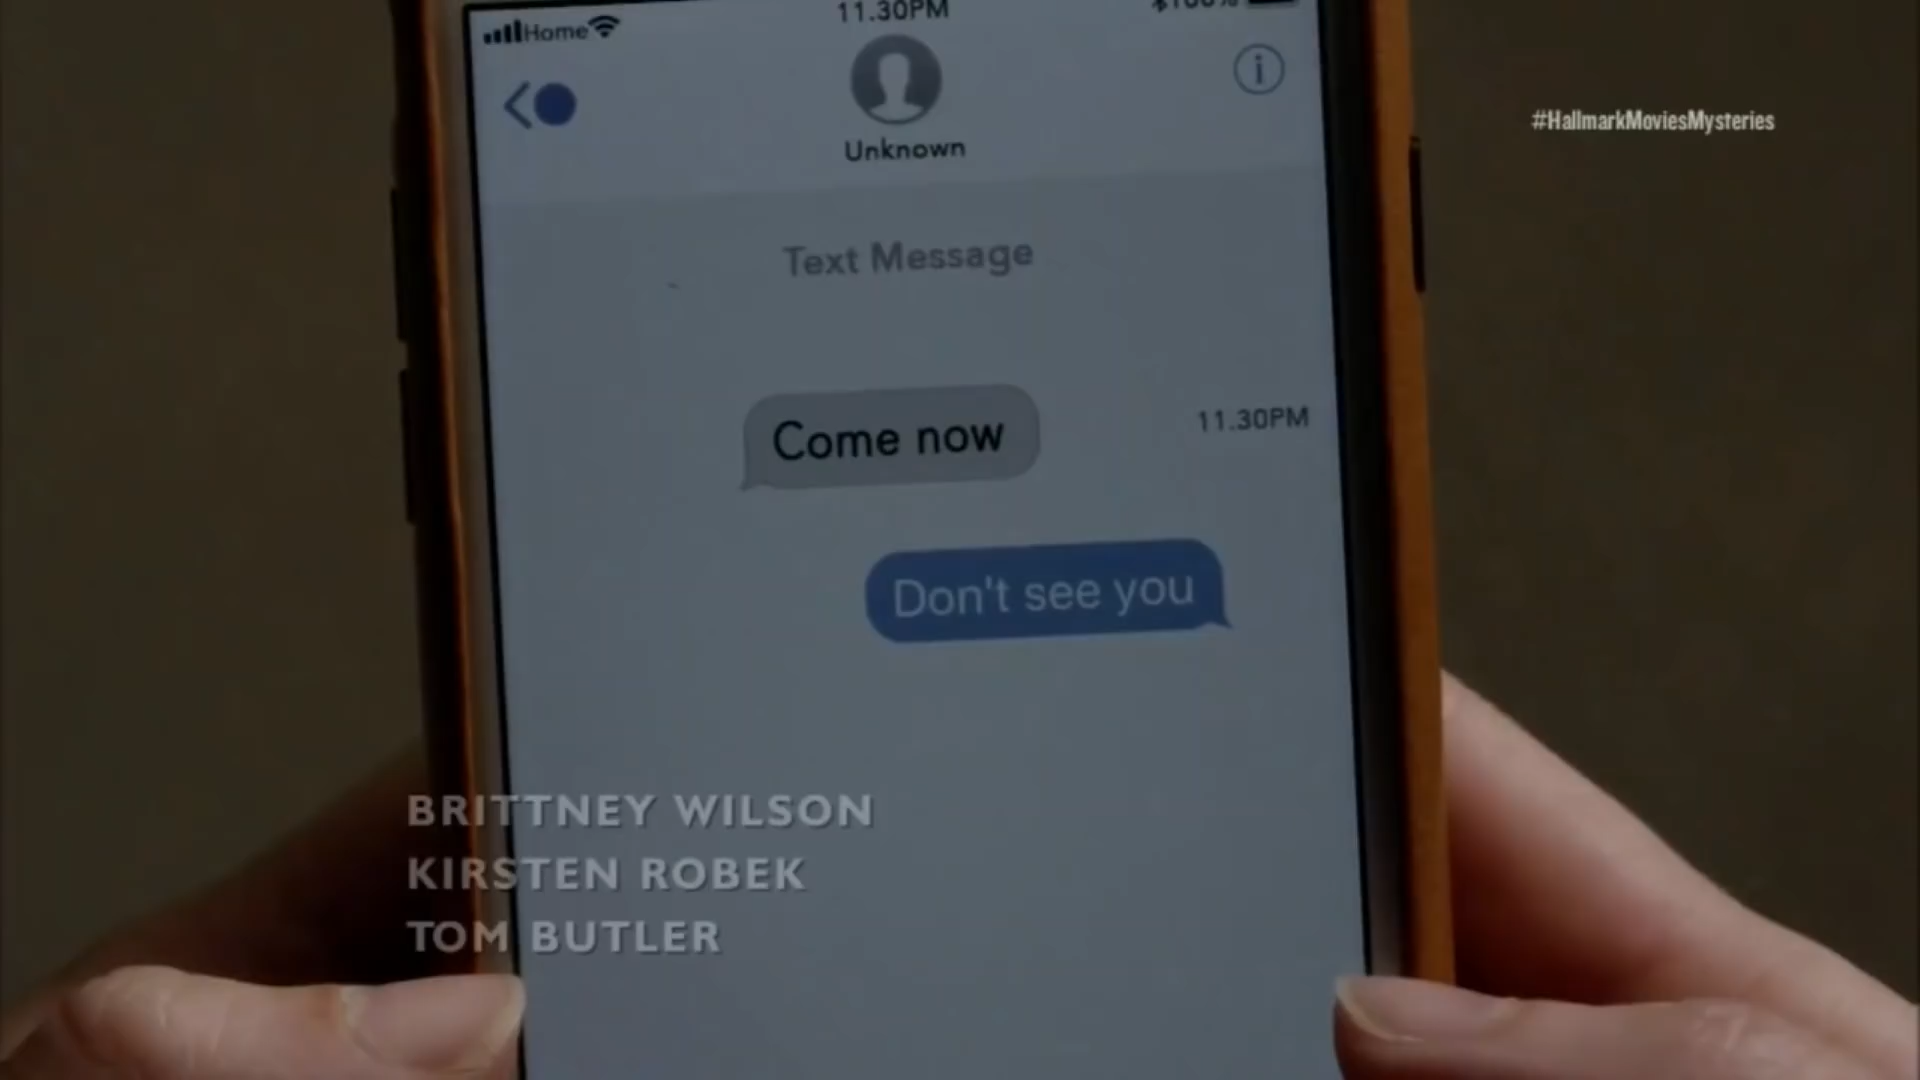 Home
11.30PM
100%
Unknown
#HallmarkMoviesMysteries
Text Message
Come now
11.30PM
Don't see you
BRITTNEY WILSON
KIRSTEN ROBEK
TOM BUTLER